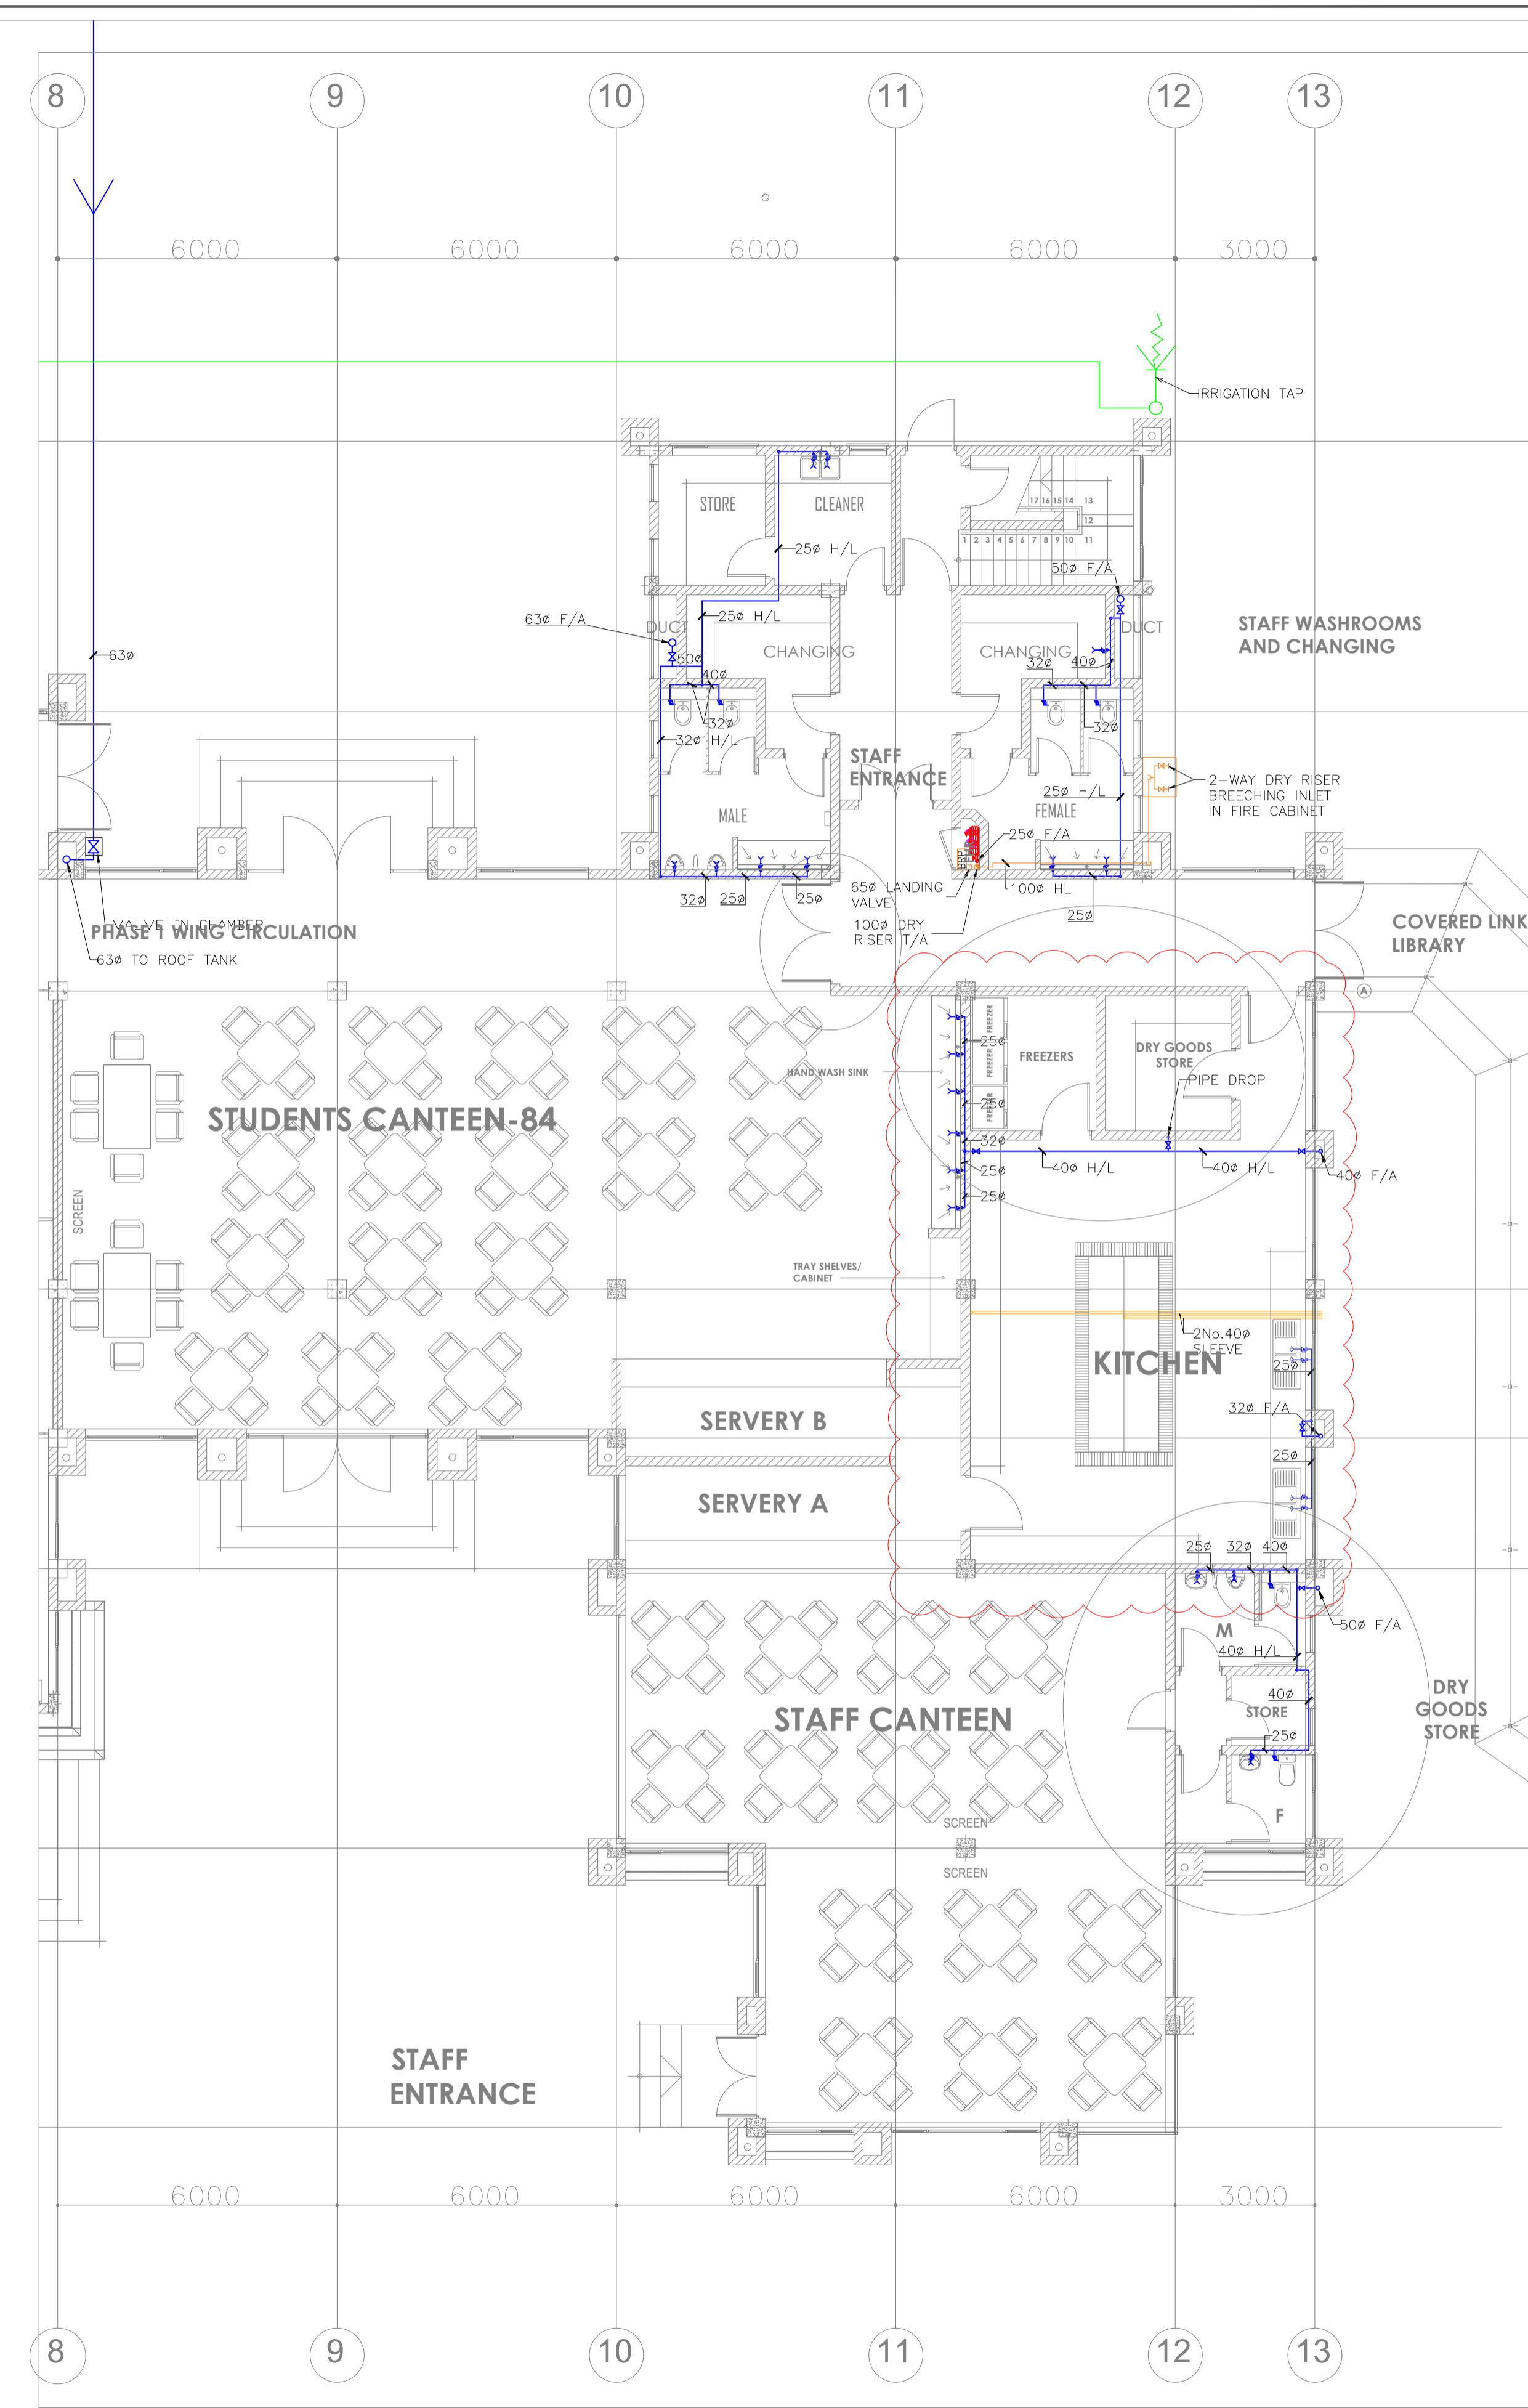 8
9
10
11
12
13
6000
6000
6000
6000
3000
IRRIGATION TAP
STORE
CLEANER
17 16 15 14 13
12
1 2 3 4 5 6 7 8 9 10 11
25ø H/L
50ø F/A
63ø F/A
25ø H/L
DUCT
DUCT
STAFF WASHROOMS
AND CHANGING
CHANGING
CHANGING
63ø
50ø
40ø
32ø
40ø
32ø
32ø
32ø H/L
STAFF
ENTRANCE
2-WAY DRY RISER
BREECHING INLET
IN FIRE CABINET
25ø H/L
MALE
FEMALE
25ø F/A
65ø LANDING
VALVE
100ø HL
32ø
25ø
25ø
25ø
100ø DRY
RISER T/A
VALVE IN CHAMBER
PHASE 1 WING CIRCULATION
63ø TO ROOF TANK
COVERED LINK
LIBRARY
A
FREEZER
FREEZER
FREEZER
25ø
FREEZERS
DRY GOODS
STORE
HAND WASH SINK
PIPE DROP
25ø
STUDENTS CANTEEN-84
32ø
25ø
40ø H/L
40ø H/L
40ø F/A
25ø
SCREEN
TRAY SHELVES/
CABINET
2No.40ø
SLEEVE
KITCHEN
25ø
32ø F/A
SERVERY B
25ø
SERVERY A
25ø
32ø
40ø
50ø F/A
M
40ø H/L
40ø
STORE
DRY
GOODS
STORE
STAFF CANTEEN
25ø
F
SCREEN
SCREEN
STAFF
ENTRANCE
6000
6000
6000
6000
3000
8
9
10
11
12
13